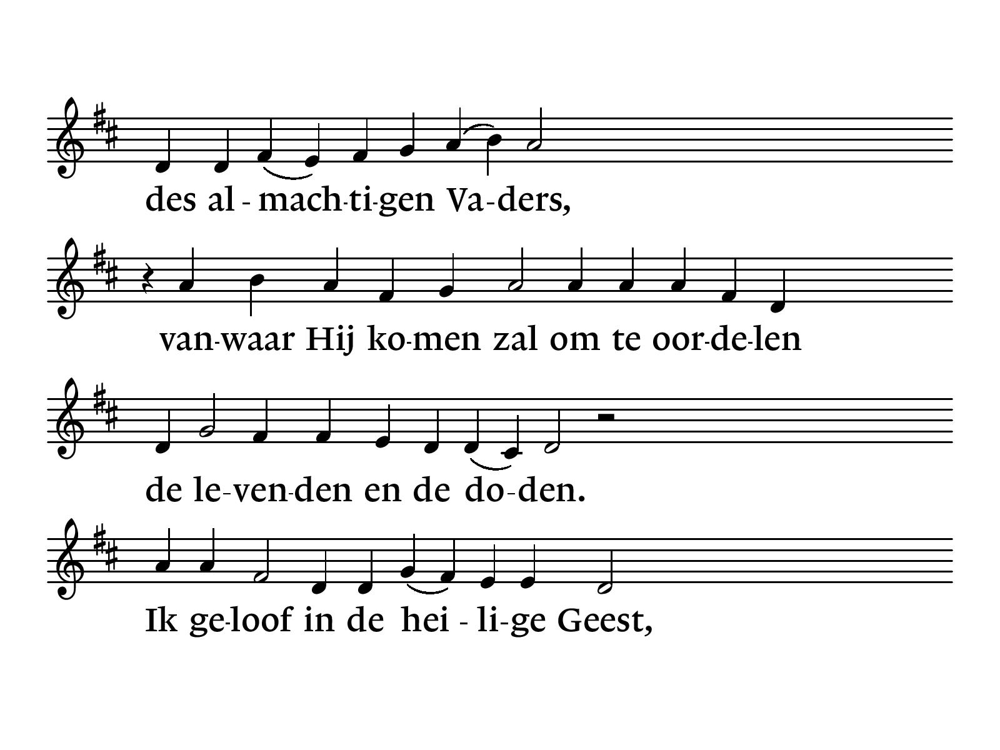 des al - mach-ti-gen Va-ders,
van-waar Hij ko-men zal om te oor-de-len
de le-ven-den en de do-den.
Ik ge-loof in de hei - li-ge Geest,